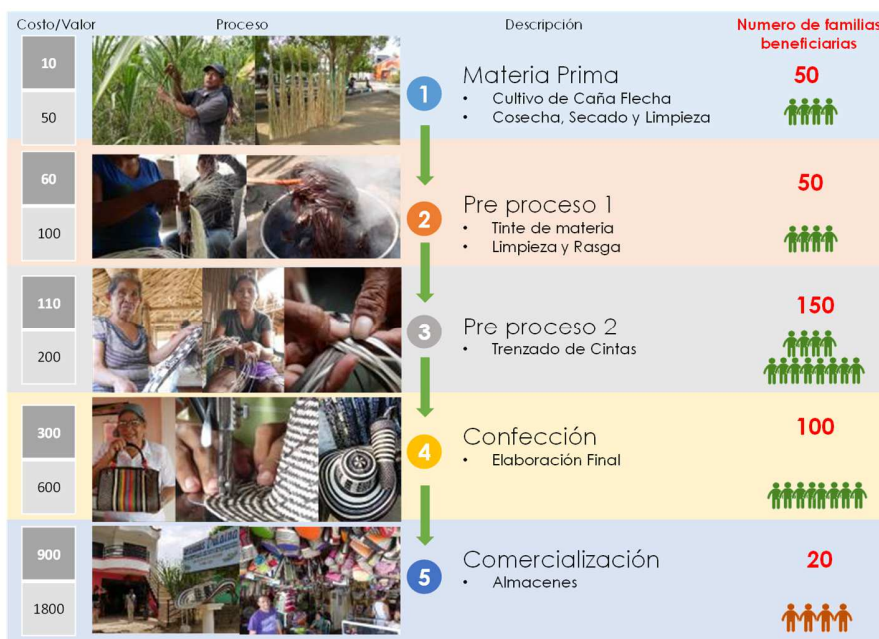 Costo/Valor
Proceso
Descripción
Numero de familias
beneficiarias
10
50
1
Materia Prima
• Cultivo de Caña Flecha
• Cosecha, Secado y Limpieza
50
60
100
2
Pre proceso 1
• Tinte de materia
• Limpieza y Rasga
50
110
200
3
Pre proceso 2
• Trenzado de Cintas
150
300
600
4
Confección
• Elaboración Final
100
900
1800
5
Comercialización
• Almacenes
20